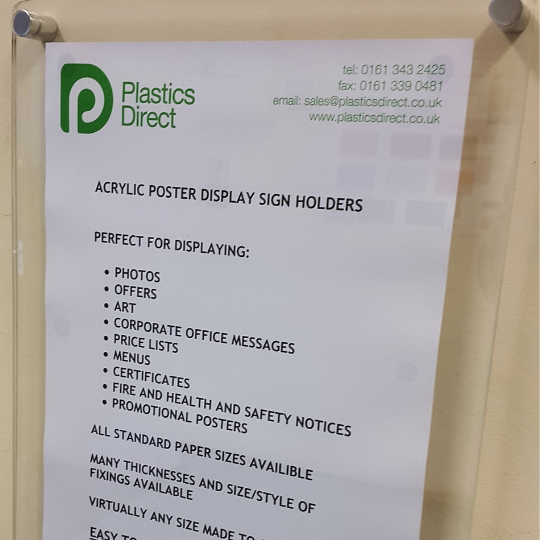 Plastics
Direct
tel: 0161 343 2425
fax: 0161 339 0481
email: sales@plasticsdirect.co.uk
www.plasticsdirect.co.uk
ACRYLIC POSTER DISPLAY SIGN HOLDERS
PERFECT FOR DISPLAYING:
• PHOTOS
• OFFERS
• ART
• CORPORATE OFFICE MESSAGES
• PRICE LISTS
• MENUS
• CERTIFICATES
• FIRE AND HEALTH AND SAFETY NOTICES
• PROMOTIONAL POSTERS
ALL STANDARD PAPER SIZES AVAILIBLE
MANY THICKNESSES AND SIZE/STYLE OF
FIXINGS AVAILABLE
VIRTUALLY ANY SIZE MADE TO
EASY TO